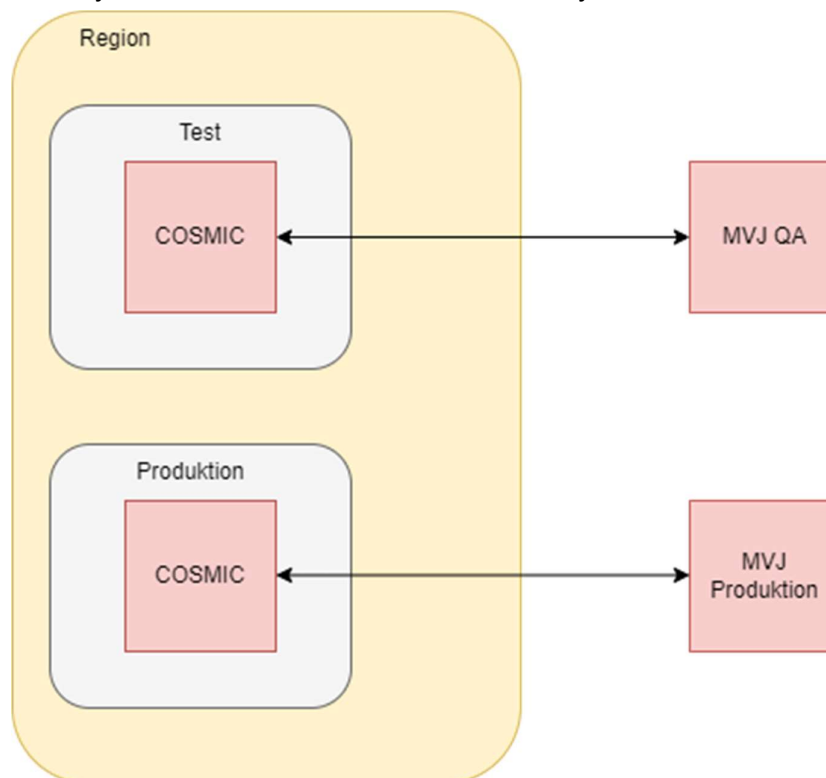 Region
Test
COSMIC
MVJ QA
Produktion
COSMIC
MVJ
Produktion